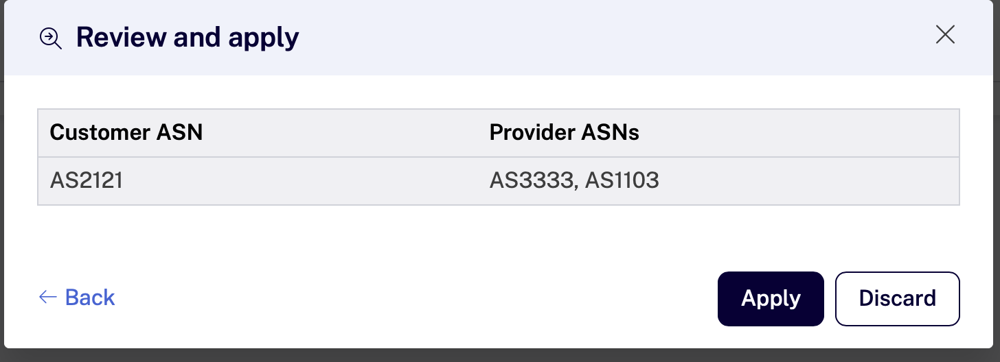 Review and apply
Customer ASN Provider ASNs
AS2121 AS3333, AS1103
Back Apply Discard